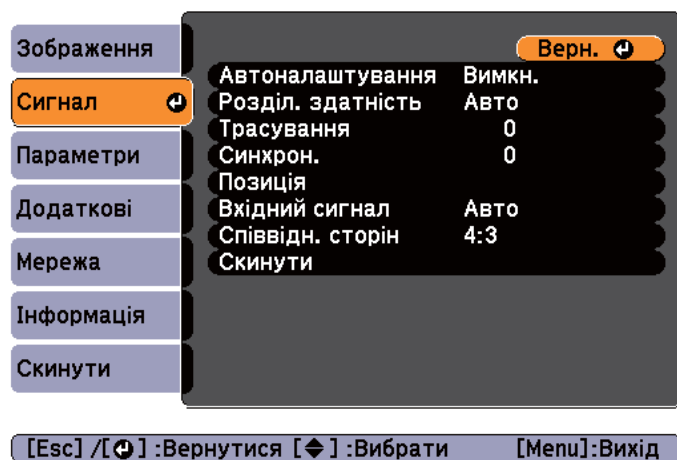 Зображення
Сигнал
Параметри
Додаткові
Мережа
Інформація
Скинути
Верн.
Автоналаштування Вимкн.
Розділ. здатність Авто
Трасування 0
Синхрон. 0
Позиція
Вхідний сигнал Авто
Співвідн. сторін 4:3
Скинути
[Esc] /[⏎] :Вернутися [◆] :Вибрати [Menu]:Вихід